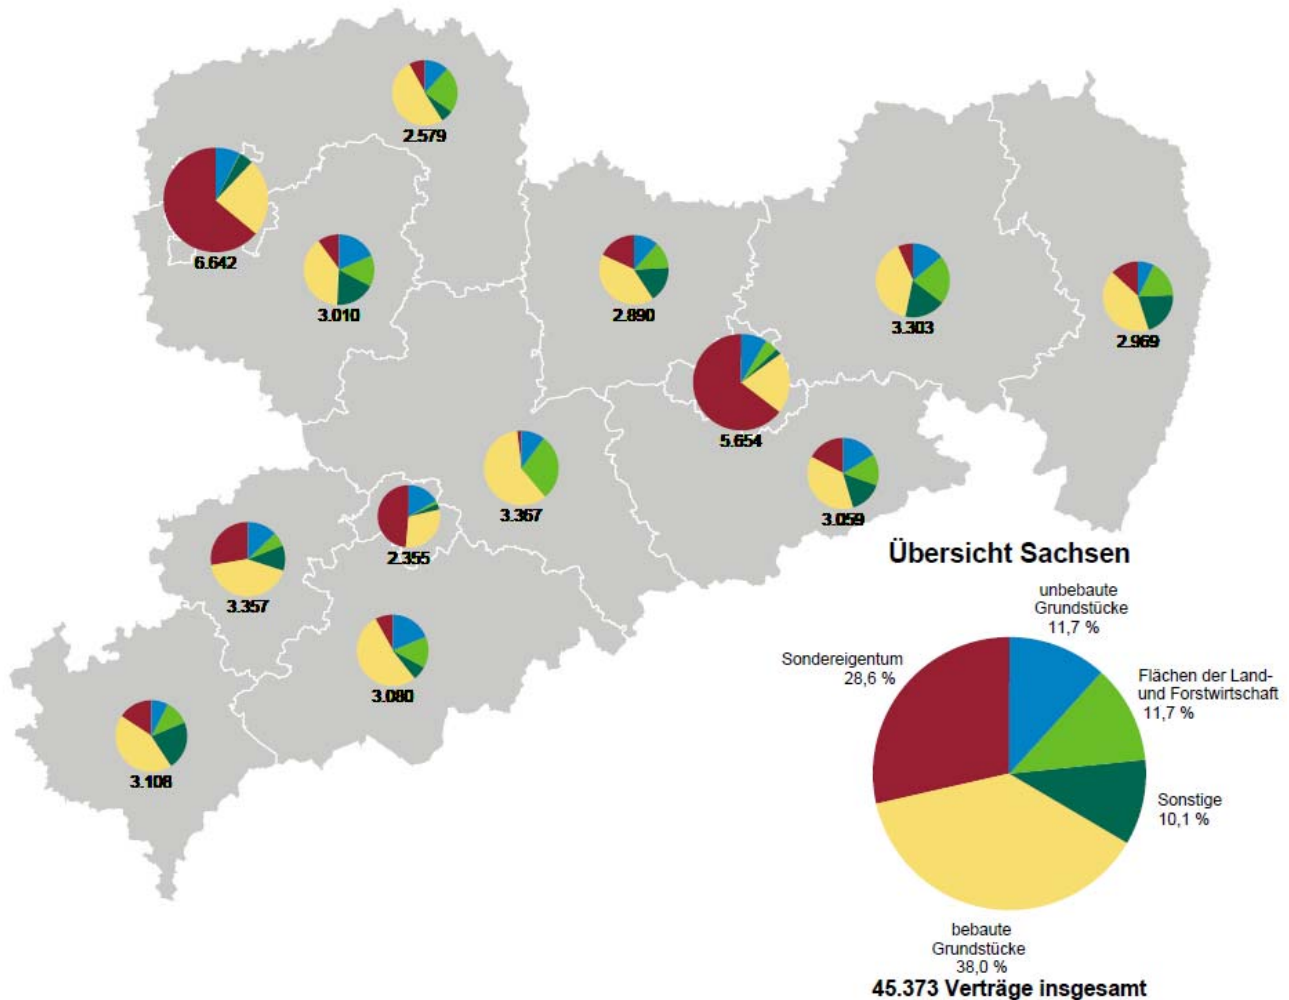 2.579
6.642
3.010
2.890
3.303
2.969
5.654
3.367
3.059
2.355
3.357
3.080
3.108
Übersicht Sachsen
unbebaute
Grundstücke
11,7 %
Sondereigentum
28,6 %
Flächen der Land-
und Forstwirtschaft
11,7 %
Sonstige
10,1 %
bebaute
Grundstücke
38,0 %
45.373 Verträge insgesamt